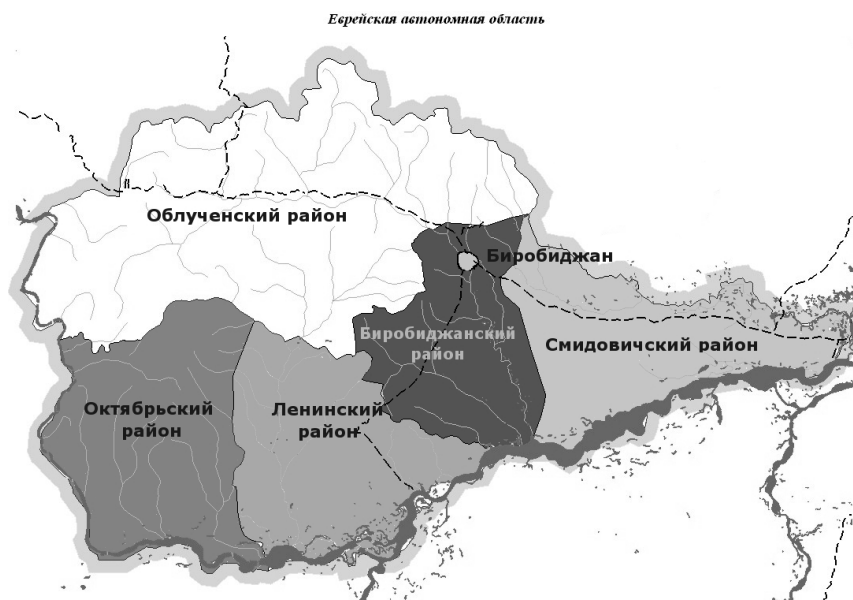 Еврейская автономная область
Облученский район
Биробиджан
Биробиджанский
район
Смидовичский район
Октябрьский
район
Ленинский
район